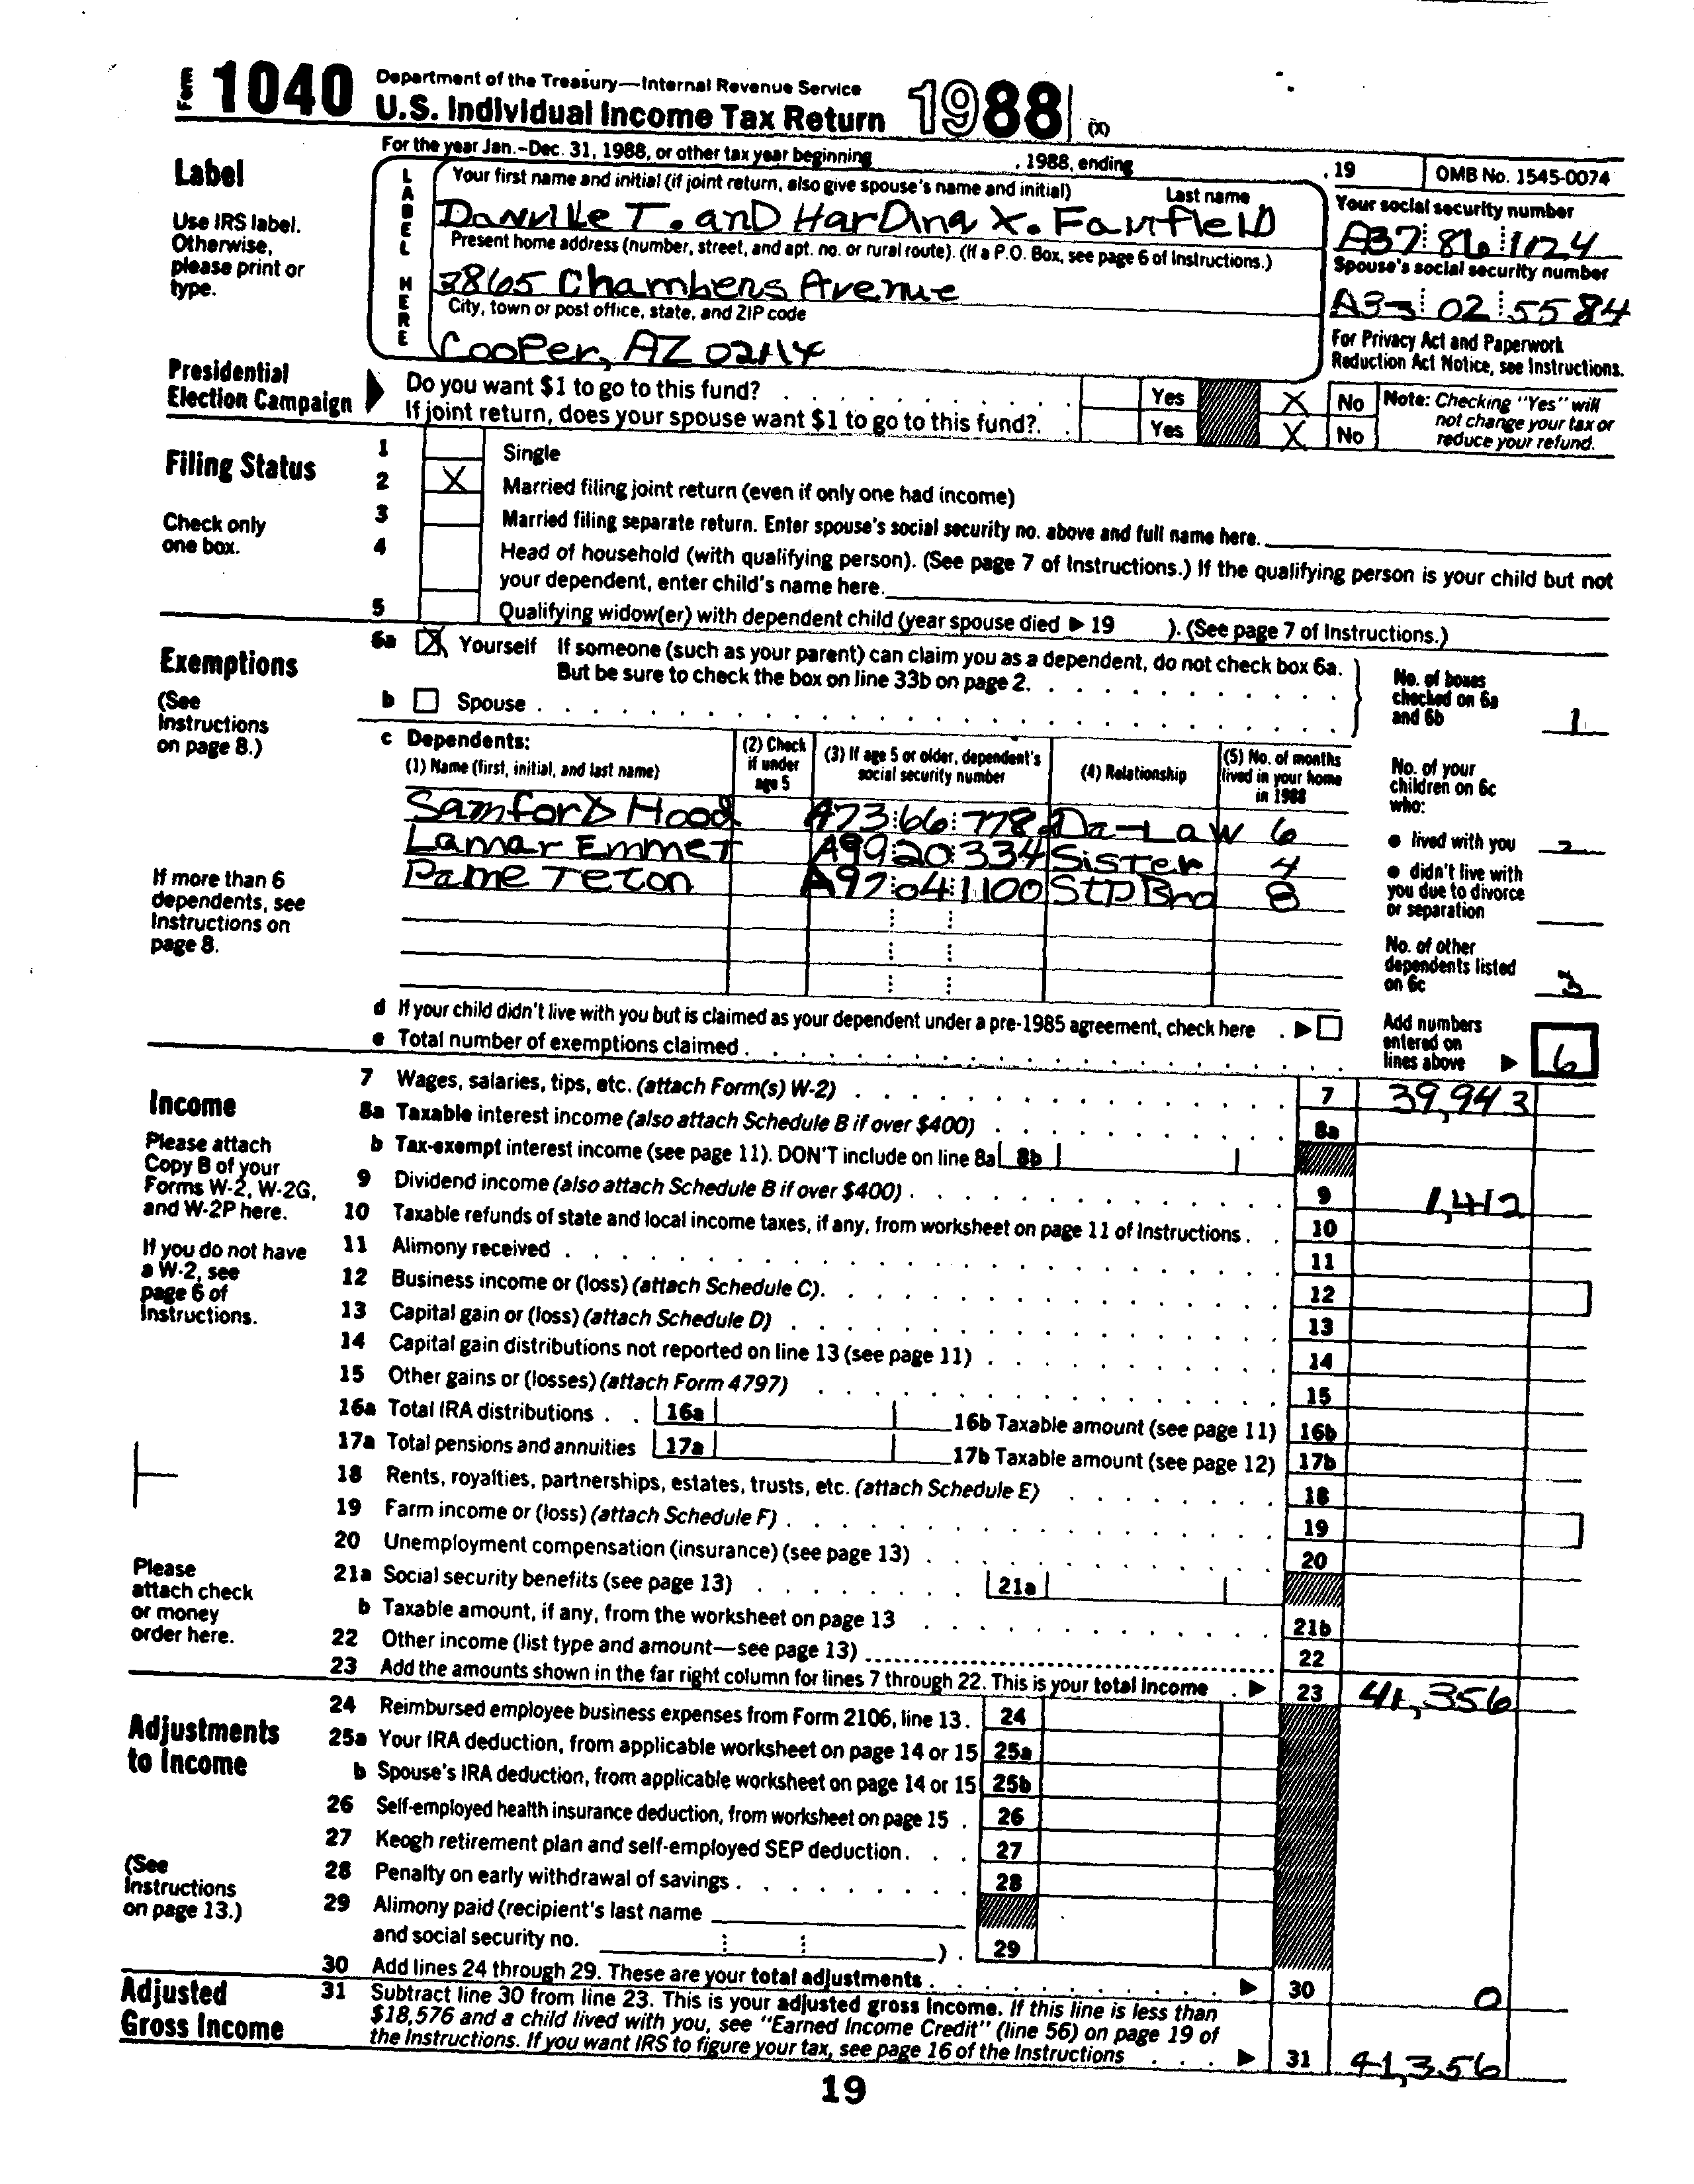 Form 1040 Department of the Treasury—Internal Revenue Service
U.S. Individual Income Tax Return 1988 (X)
For the year Jan.–Dec. 31, 1988, or other tax year beginning , 1988, ending , 19 OMB No. 1545-0074
Label
Use IRS label.
Otherwise,
please print or
type.
LABEL HERE
Your first name and initial (if joint return, also give spouse's name and initial) Last name
Danville T. and Hardina X. Fairfield
Present home address (number, street, and apt. no. or rural route). (If a P.O. Box, see page 6 of Instructions.)
3865 Chambers Avenue
City, town or post office, state, and ZIP code
Cooper, AZ
Your social security number
A37 86 1124
Spouse's social security number
A33 02 5584
For Privacy Act and Paperwork
Reduction Act Notice, see Instructions.
Presidential
Election Campaign
Do you want $1 to go to this fund? Yes X No
If joint return, does your spouse want $1 to go to this fund?. Yes X No
Note: Checking "Yes" will
not change your tax or
reduce your refund.
Filing Status
Check only
one box.
1 Single
2 X Married filing joint return (even if only one had income)
3 Married filing separate return. Enter spouse's social security no. above and full name here.
4 Head of household (with qualifying person). (See page 7 of Instructions.) If the qualifying person is your child but not
your dependent, enter child's name here.
5 Qualifying widow(er) with dependent child (year spouse died ▶ 19 ). (See page 7 of Instructions.)
Exemptions
(See
Instructions
on page 8.)
If more than 6
dependents, see
Instructions on
page 8.
6a X Yourself If someone (such as your parent) can claim you as a dependent, do not check box 6a.
But be sure to check the box on line 33b on page 2.
b Spouse
No. of boxes
checked on 6a
and 6b 1
c Dependents:
(1) Name (first, initial, and last name)
(2) Check
if under
age 5
(3) If age 5 or older, dependent's
social security number
(4) Relationship
(5) No. of months
lived in your home
in 1988
Samford Hood A73 66 778 Da-Law 6
Lamar Emmet A99 20 334 Sister 4
Pame Teton A97 04 1100 StpBro 8
No. of your
children on 6c
who:
● lived with you 2
● didn't live with
you due to divorce
or separation
No. of other
dependents listed
on 6c 3
d If your child didn't live with you but is claimed as your dependent under a pre-1985 agreement, check here . ▶
e Total number of exemptions claimed
Add numbers
entered on
lines above ▶ 6
Income
Please attach
Copy B of your
Forms W-2, W-2G,
and W-2P here.
If you do not have
a W-2, see
page 6 of
Instructions.
Please
attach check
or money
order here.
7 Wages, salaries, tips, etc. (attach Form(s) W-2) 7 39,943
8a Taxable interest income (also attach Schedule B if over $400) 8a
b Tax-exempt interest income (see page 11). DON'T include on line 8a 8b
9 Dividend income (also attach Schedule B if over $400) 9 1,412
10 Taxable refunds of state and local income taxes, if any, from worksheet on page 11 of Instructions 10
11 Alimony received 11
12 Business income or (loss) (attach Schedule C). 12
13 Capital gain or (loss) (attach Schedule D) 13
14 Capital gain distributions not reported on line 13 (see page 11) 14
15 Other gains or (losses) (attach Form 4797) 15
16a Total IRA distributions 16a 16b Taxable amount (see page 11) 16b
17a Total pensions and annuities 17a 17b Taxable amount (see page 12) 17b
18 Rents, royalties, partnerships, estates, trusts, etc. (attach Schedule E) 18
19 Farm income or (loss) (attach Schedule F) 19
20 Unemployment compensation (insurance) (see page 13) 20
21a Social security benefits (see page 13) 21a
b Taxable amount, if any, from the worksheet on page 13 21b
22 Other income (list type and amount—see page 13) 22
23 Add the amounts shown in the far right column for lines 7 through 22. This is your total income ▶ 23 41,356
Adjustments
to Income
(See
Instructions
on page 13.)
24 Reimbursed employee business expenses from Form 2106, line 13. 24
25a Your IRA deduction, from applicable worksheet on page 14 or 15 25a
b Spouse's IRA deduction, from applicable worksheet on page 14 or 15 25b
26 Self-employed health insurance deduction, from worksheet on page 15 26
27 Keogh retirement plan and self-employed SEP deduction 27
28 Penalty on early withdrawal of savings 28
29 Alimony paid (recipient's last name
and social security no. ) . 29
30 Add lines 24 through 29. These are your total adjustments ▶ 30 0
Adjusted
Gross Income
31 Subtract line 30 from line 23. This is your adjusted gross income. If this line is less than
$18,576 and a child lived with you, see "Earned Income Credit" (line 56) on page 19 of
the Instructions. If you want IRS to figure your tax, see page 16 of the Instructions ▶ 31 41,356
19